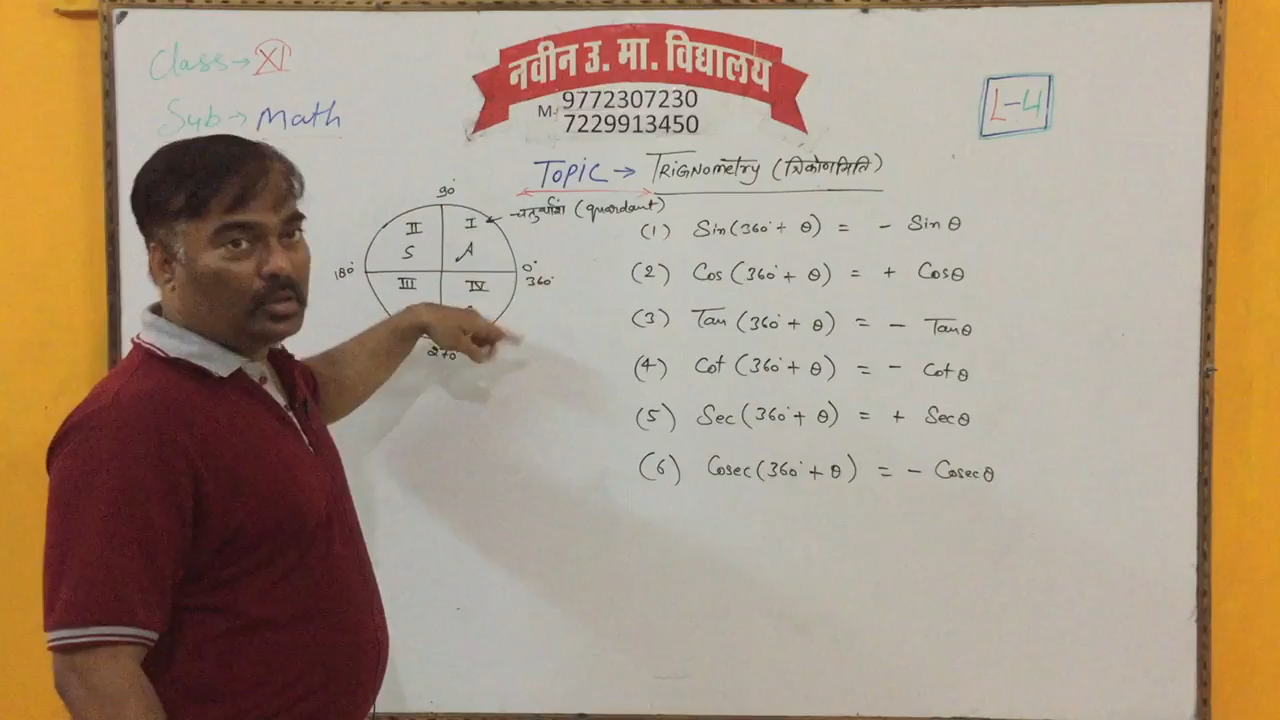 Class→ XI
नवीन उ. मा. विद्यालय
M. 9772307230
7229913450
L-4
Sub→ Math
TOPIC → TRIGNOMETRY (त्रिकोणमिति)
90°
II
I
चतुर्थांश (quardant)
S
A
180°
0°
360°
III
IV
270°
(1) Sin(360°+ θ) = - Sinθ
(2) Cos (360°+ θ) = + Cosθ
(3) Tan (360°+ θ) = - Tanθ
(4) Cot (360°+ θ) = - Cotθ
(5) Sec(360°+ θ) = + Secθ
(6) Cosec(360°+ θ) = - Cosecθ